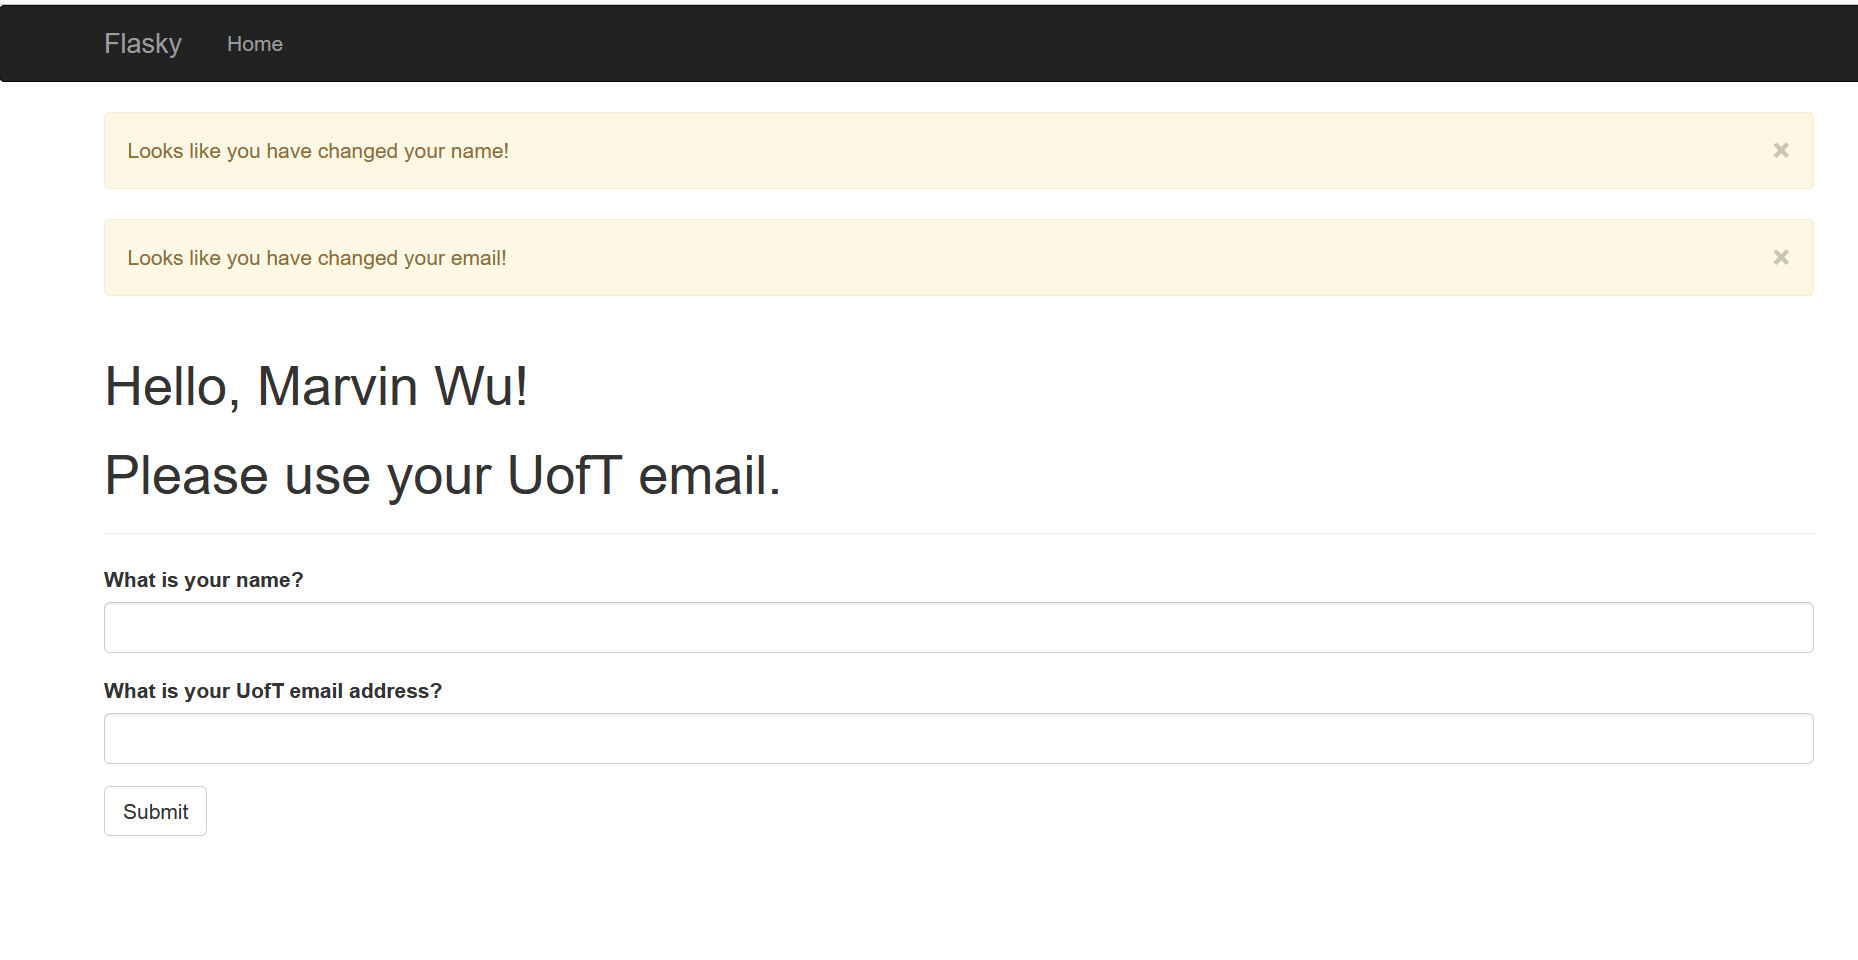 Flasky Home
Looks like you have changed your name! ×
Looks like you have changed your email! ×
Hello, Marvin Wu!
Please use your UofT email.
What is your name?
What is your UofT email address?
Submit